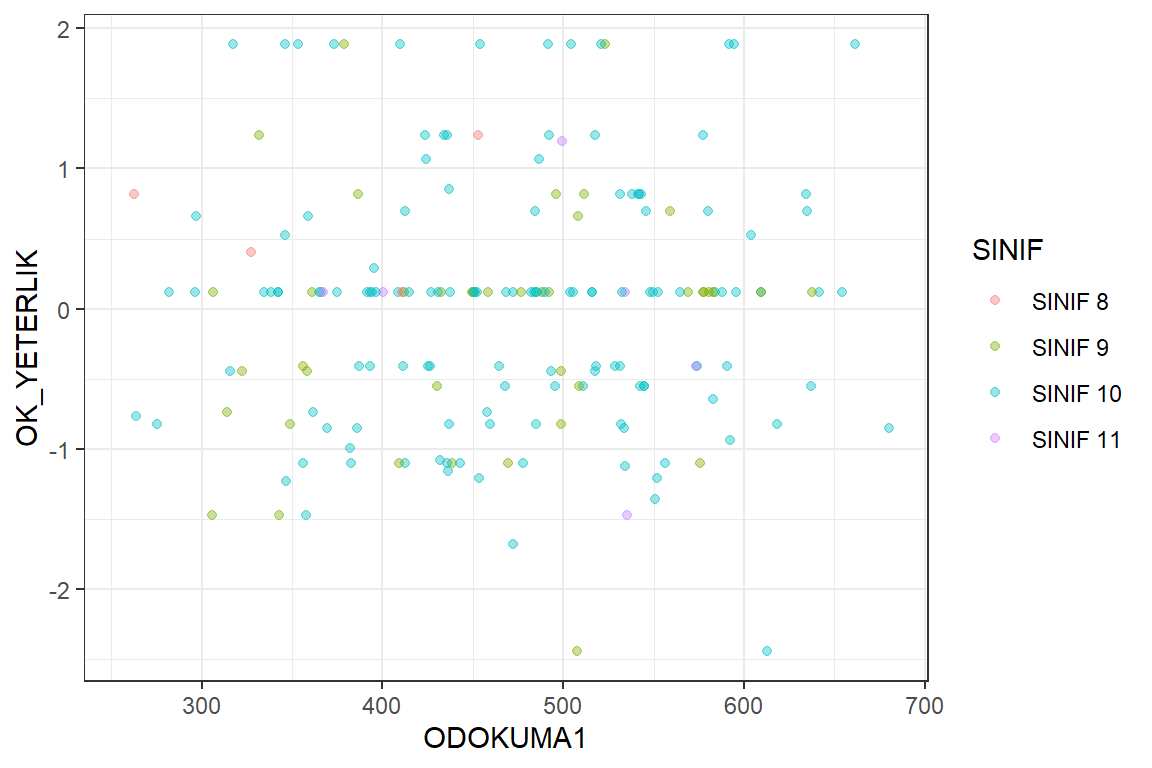 2
1
0
-1
-2
OK_YETERLIK
300 400 500 600 700
ODOKUMA1
SINIF
SINIF 8
SINIF 9
SINIF 10
SINIF 11